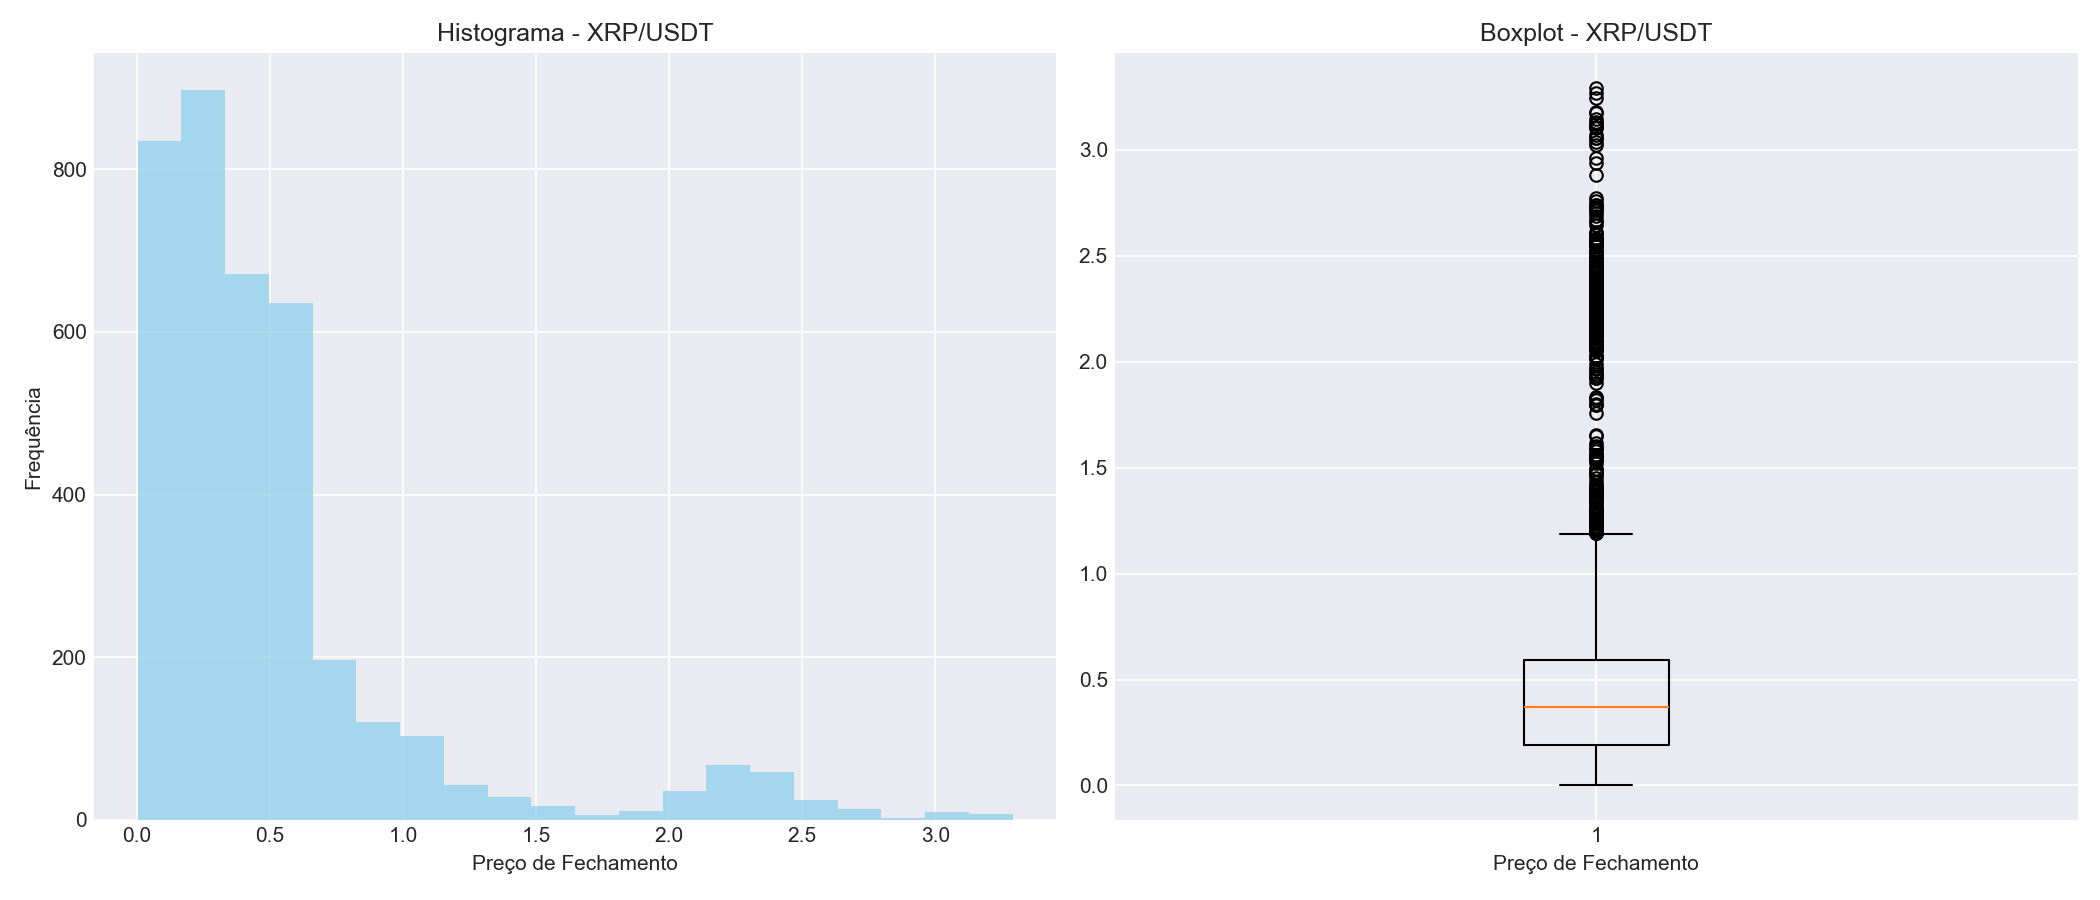 Histograma - XRP/USDT
Frequência
800
600
400
200
0
0.0 0.5 1.0 1.5 2.0 2.5 3.0
Preço de Fechamento
Boxplot - XRP/USDT
3.0
2.5
2.0
1.5
1.0
0.5
0.0
1
Preço de Fechamento